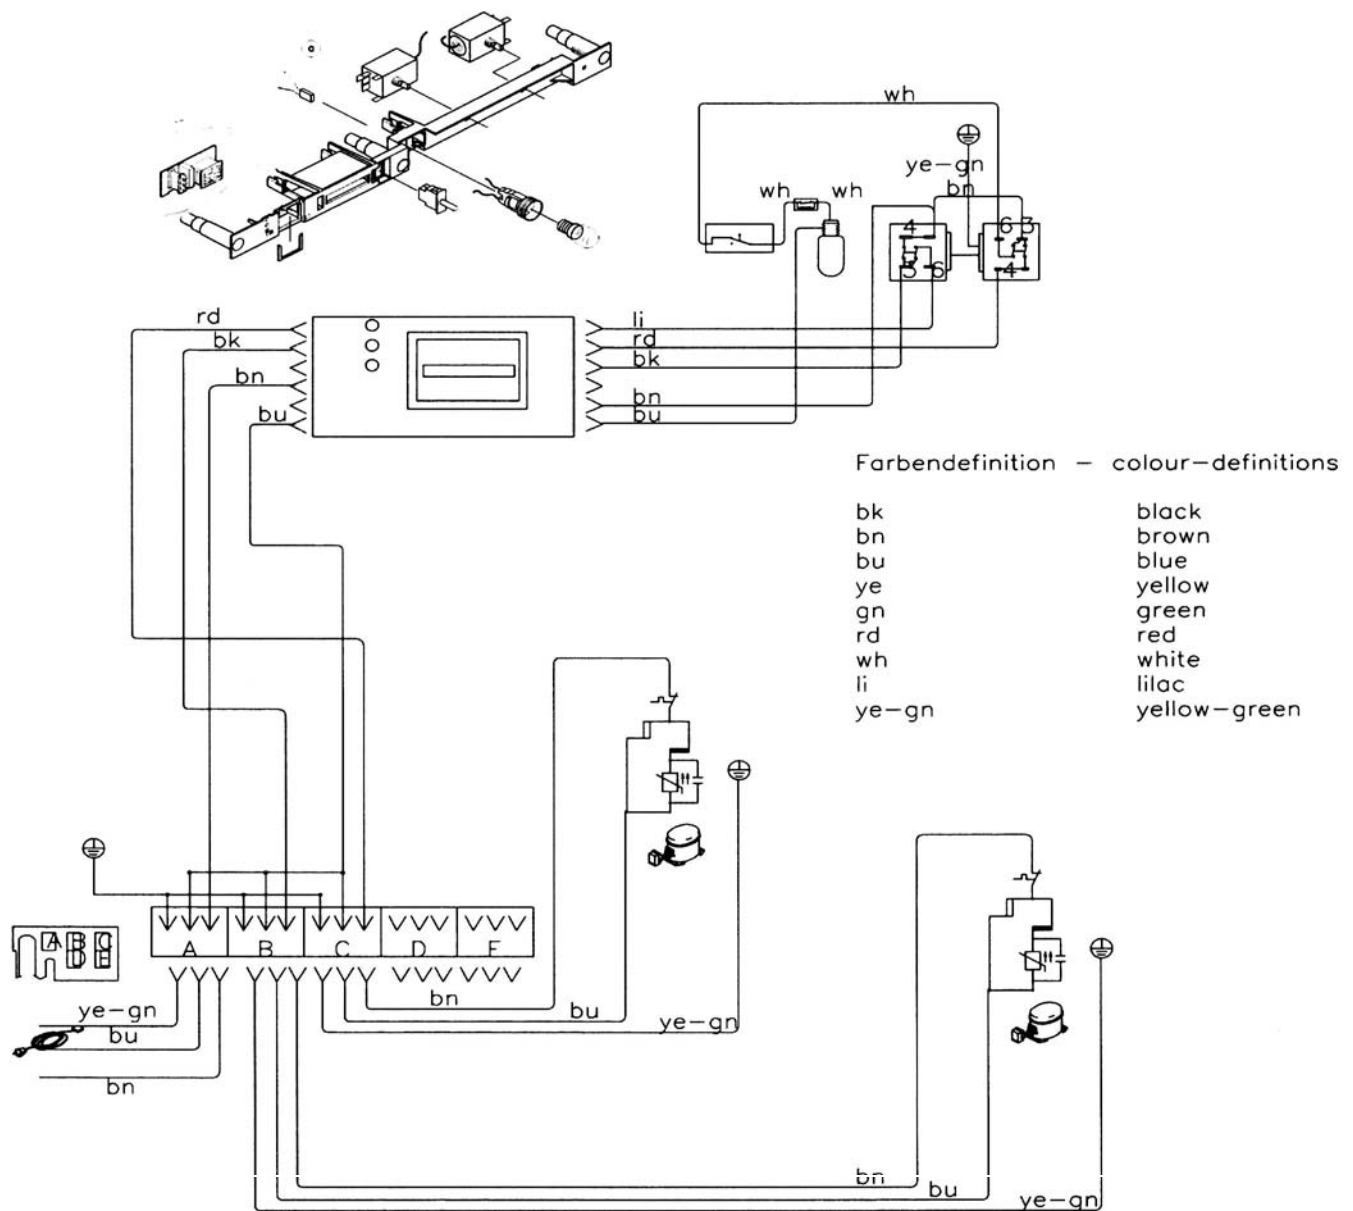 wh
ye-gn
bn
wh wh
4 6 3
5 6 4
rd li
bk rd
bk
bn bn
bu bu
Farbendefinition - colour-definitions
bk black
bn brown
bu blue
ye yellow
gn green
rd red
wh white
li lilac
ye-gn yellow-green
A B C
D E
A B C D E
bn
ye-gn bu ye-gn
bu
bn
bn
bu
ye-gn